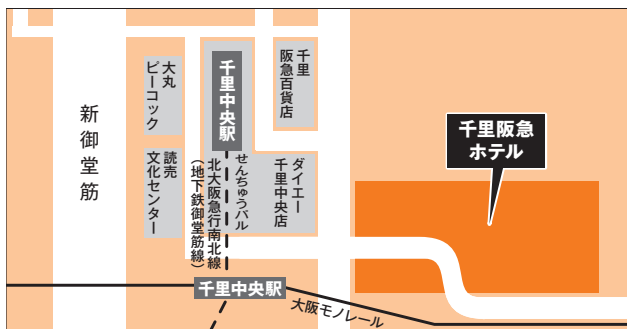 新御堂筋
大丸
ピーコック
読売
文化センター
千里中央駅
千里
阪急百貨店
せんちゅうパル
北大阪急行南北線
(地下鉄御堂筋線)
ダイエー
千里中央店
千里阪急
ホテル
千里中央駅
大阪モノレール